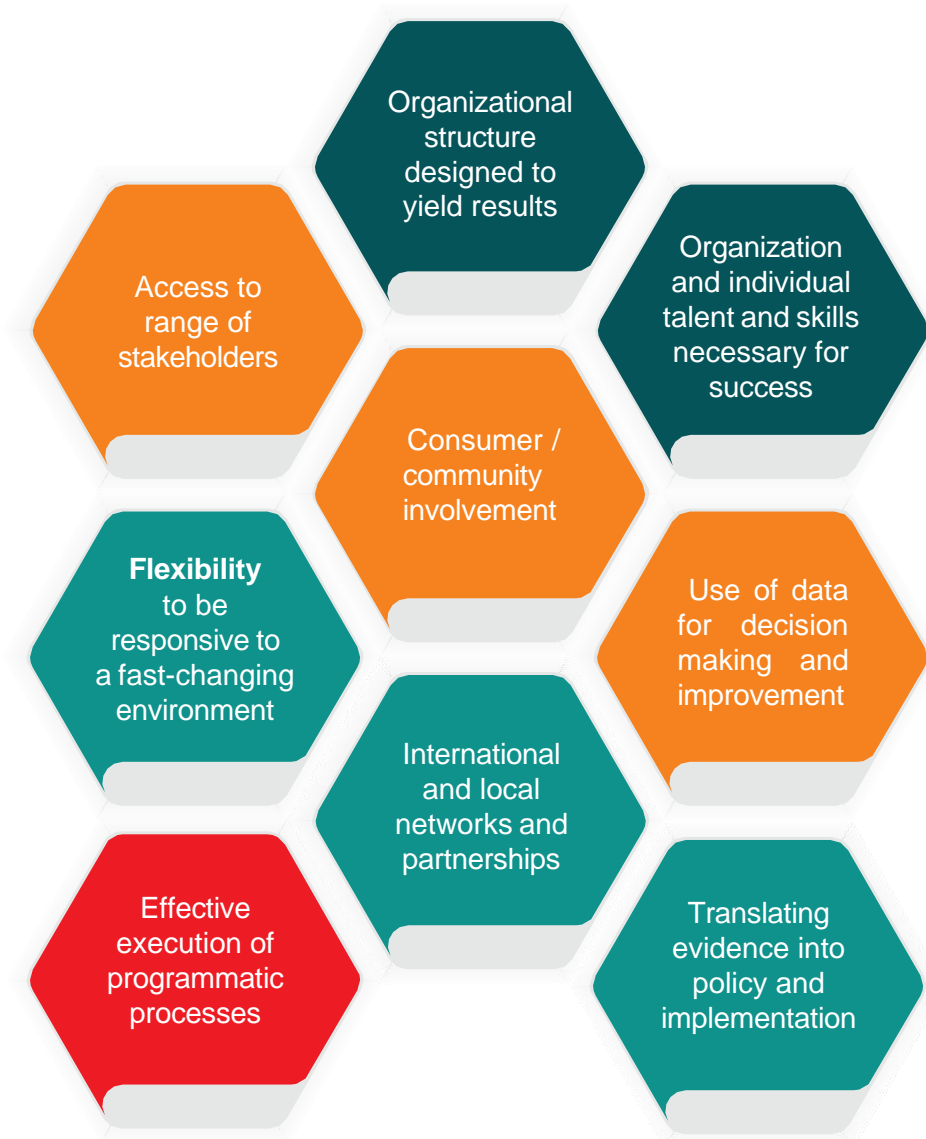 Organizational
structure
designed to
yield results
Access to
range of
stakeholders
Organization
and individual
talent and skills
necessary for
success
Consumer /
community
involvement
Flexibility
to be
responsive to
a fast-changing
environment
Use of data
for decision
making and
improvement
International
and local
networks and
partnerships
Effective
execution of
programmatic
processes
Translating
evidence into
policy and
implementation